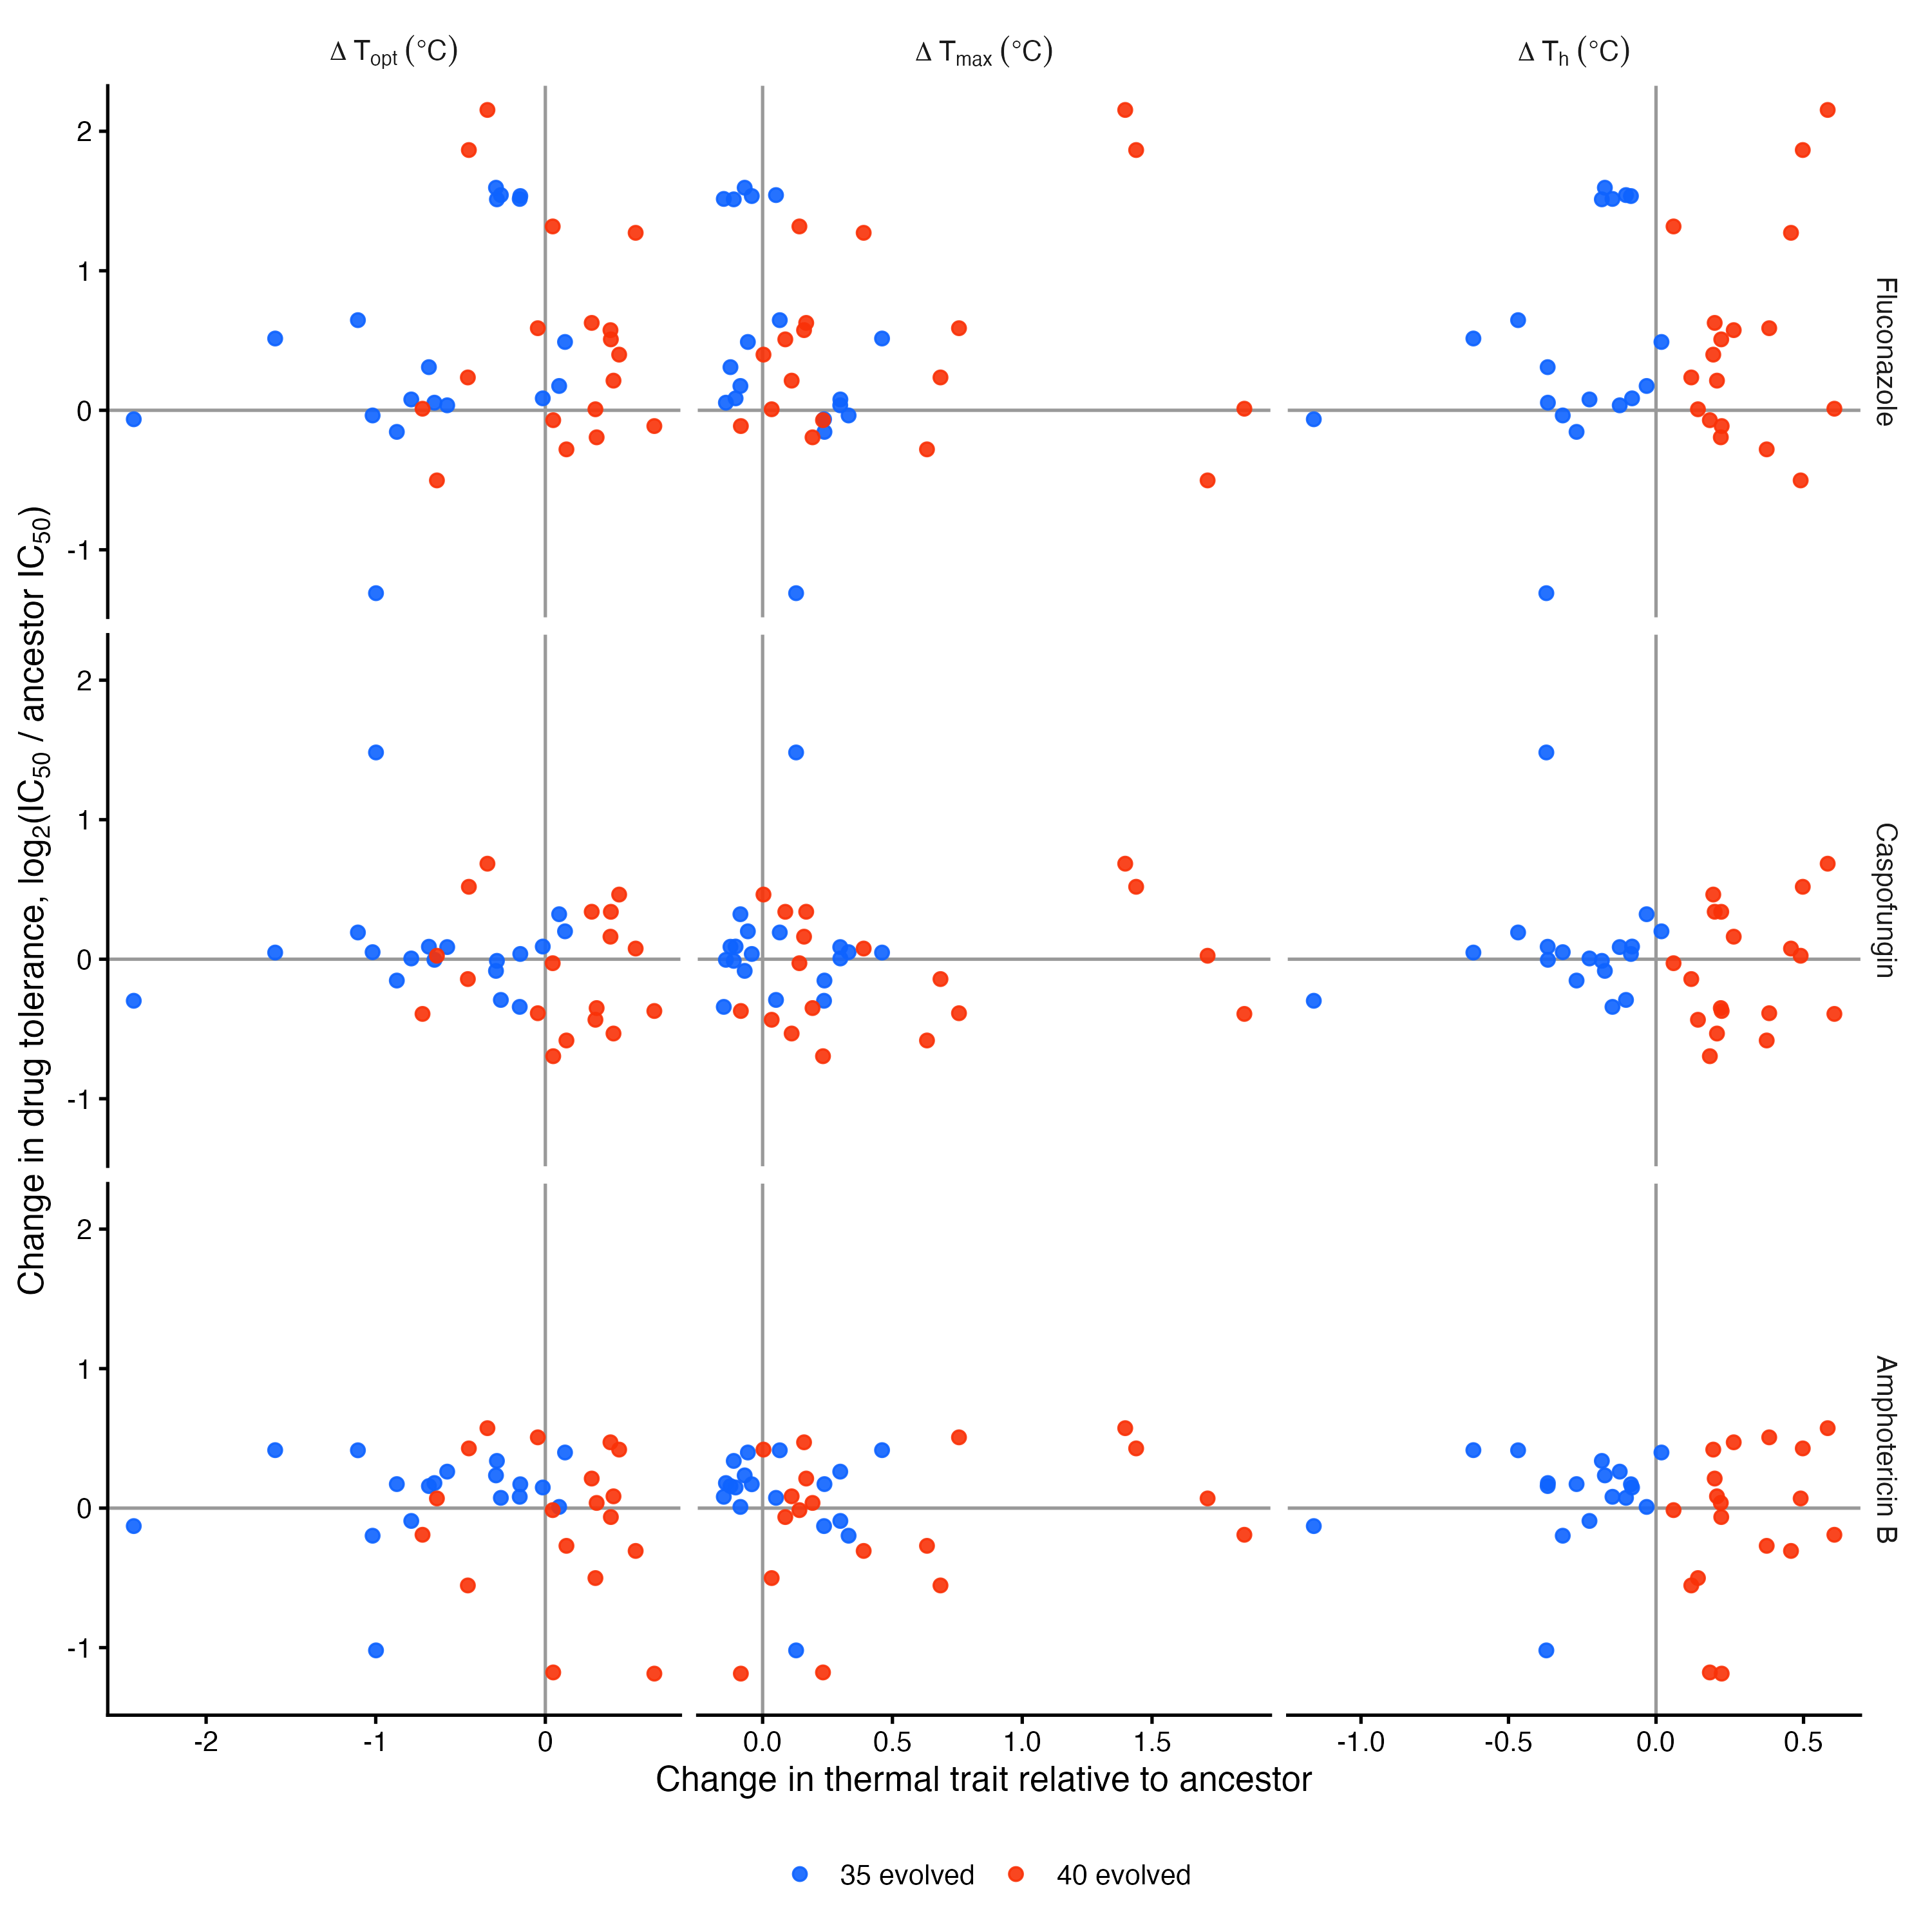 Δ Topt (°C)
Δ Tmax (°C)
Δ Th (°C)
Change in drug tolerance, log2(IC50 / ancestor IC50)
2
1
0
-1
Fluconazole
2
1
0
-1
Caspofungin
2
1
0
-1
Amphotericin B
-2 -1 0
0.0 0.5 1.0 1.5
-1.0 -0.5 0.0 0.5
Change in thermal trait relative to ancestor
35 evolved 40 evolved